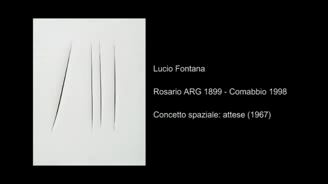 Lucio Fontana
Rosario ARG 1899 - Comabbio 1998
Concetto spaziale: attese (1967)